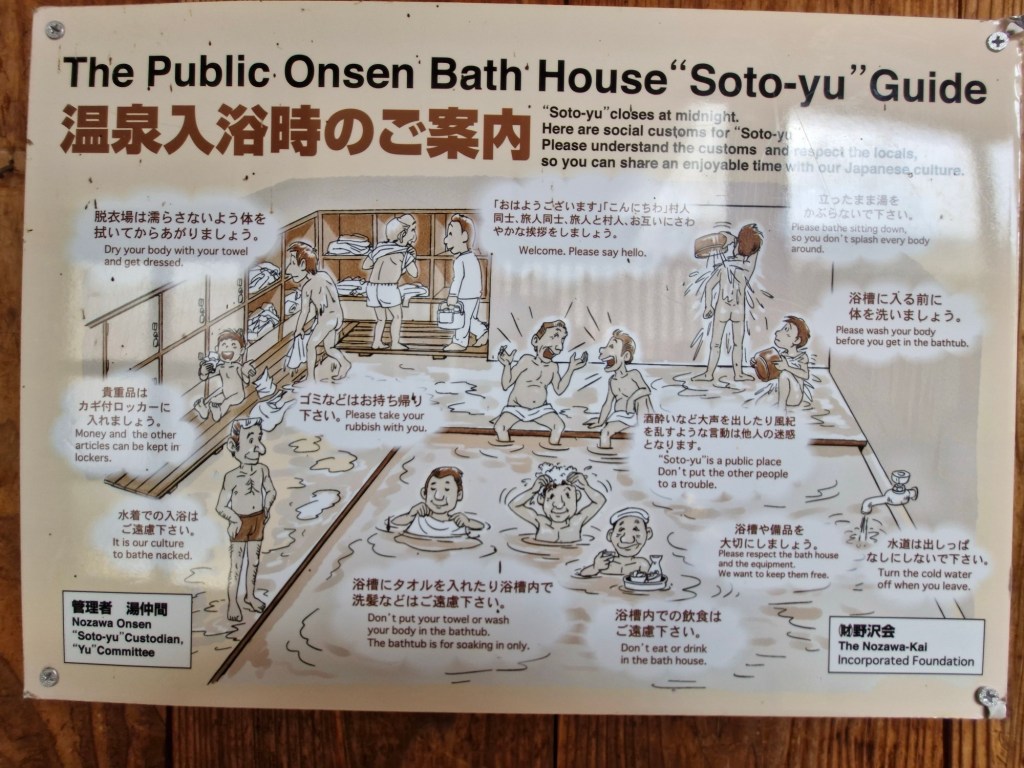 The Public Onsen Bath House "Soto-yu" Guide
温泉入浴時のご案内
"Soto-yu"closes at midnight.
Here are social customs for "Soto-yu
Please understand the customs and respect the locals,
so you can share an enjoyable time with our Japanese culture.
脱衣場は濡らさないよう体を
拭いてからあがりましょう。
Dry your body with your towel
and get dressed.
「おはようございます」「こんにちわ」村人
同士、旅人同士、旅人と村人、お互いにさわ
やかな挨拶をしましょう。
Welcome. Please say hello.
立ったまま湯を
かぶらないで下さい。
Please bathe sitting down,
so you don't splash every body
around.
浴槽に入る前に
体を洗いましょう。
Please wash your body
before you get in the bathtub.
貴重品は
カギ付ロッカーに
入れましょう。
Money and the other
articles can be kept in
lockers.
ゴミなどはお持ち帰り
下さい。 Please take your
rubbish with you.
酒酔いなど大声を出したり風紀
を乱すような言動は他人の迷惑
となります。
"Soto-yu"is a public place
Don't put the other people
to a trouble.
水着での入浴は
ご遠慮下さい。
It is our culture
to bathe nacked.
浴槽にタオルを入れたり浴槽内で
洗髪などはご遠慮下さい。
Don't put your towel or wash
your body in the bathtub.
The bathtub is for soaking in only.
浴槽内での飲食は
ご遠慮下さい。
Don't eat or drink
in the bath house.
浴槽や備品を
大切にしましょう。
Please respect the bath house
and the equipment.
We want to keep them free.
水道は出しっぱ
なしにしないで下さい。
Turn the cold water
off when you leave.
管理者 湯仲間
Nozawa Onsen
"Soto-yu"Custodian,
"Yu"Committee
㈶野沢会
The Nozawa-Kai
Incorporated Foundation